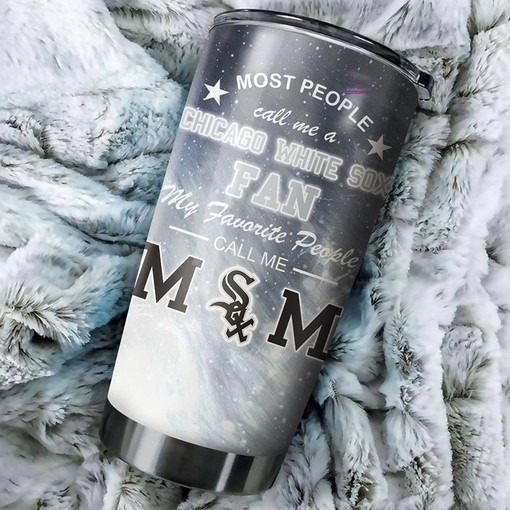 MOST PEOPLE
call me a
CHICAGO WHITE SOX
FAN
My Favorite People
CALL ME
M Sox M